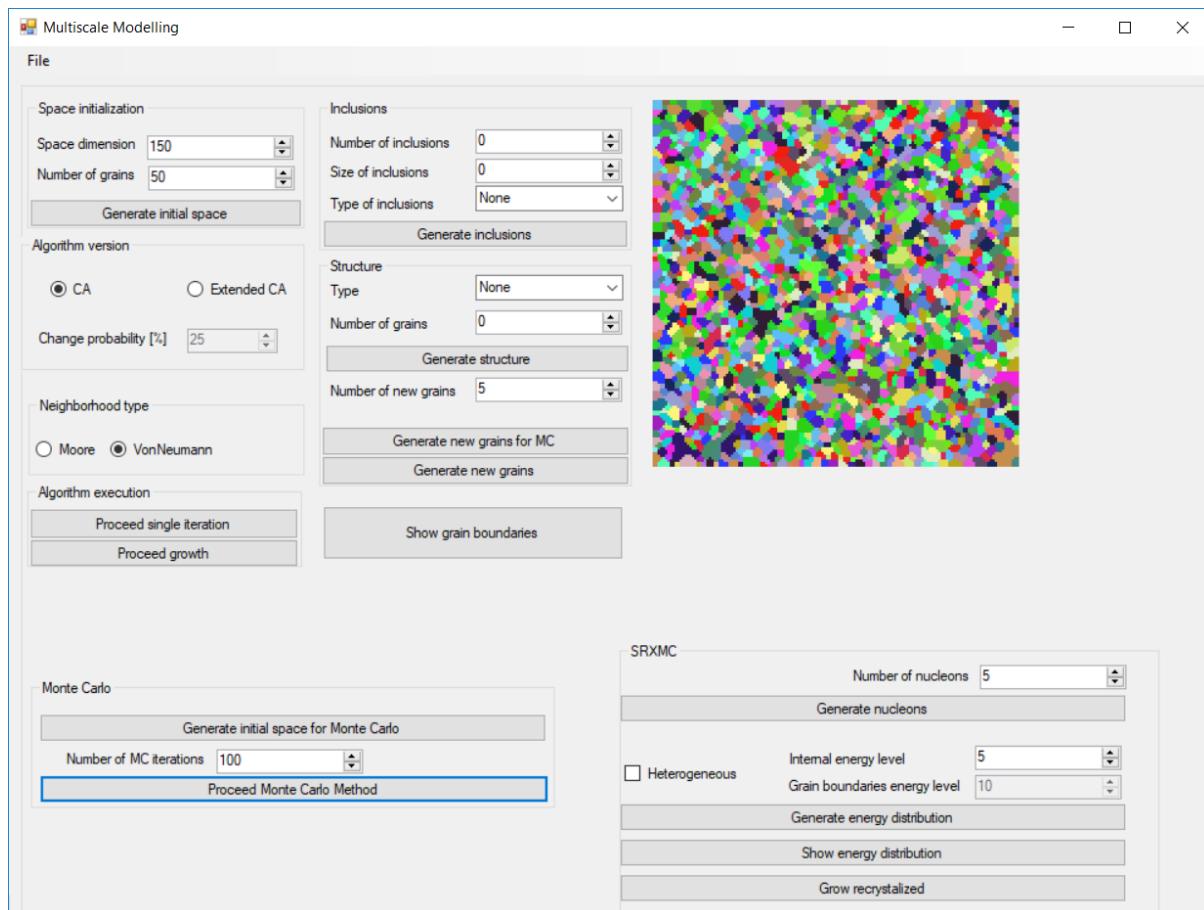 Multiscale Modelling
File
Space initialization
Space dimension 150
Number of grains 50
Generate initial space
Algorithm version
CA Extended CA
Change probability [%] 25
Neighborhood type
Moore VonNeumann
Algorithm execution
Proceed single iteration
Proceed growth
Inclusions
Number of inclusions 0
Size of inclusions 0
Type of inclusions None
Generate inclusions
Structure
Type None
Number of grains 0
Generate structure
Number of new grains 5
Generate new grains for MC
Generate new grains
Show grain boundaries
Monte Carlo
Generate initial space for Monte Carlo
Number of MC iterations 100
Proceed Monte Carlo Method
SRXMC
Number of nucleons 5
Generate nucleons
Heterogeneous
Internal energy level 5
Grain boundaries energy level 10
Generate energy distribution
Show energy distribution
Grow recrystalized